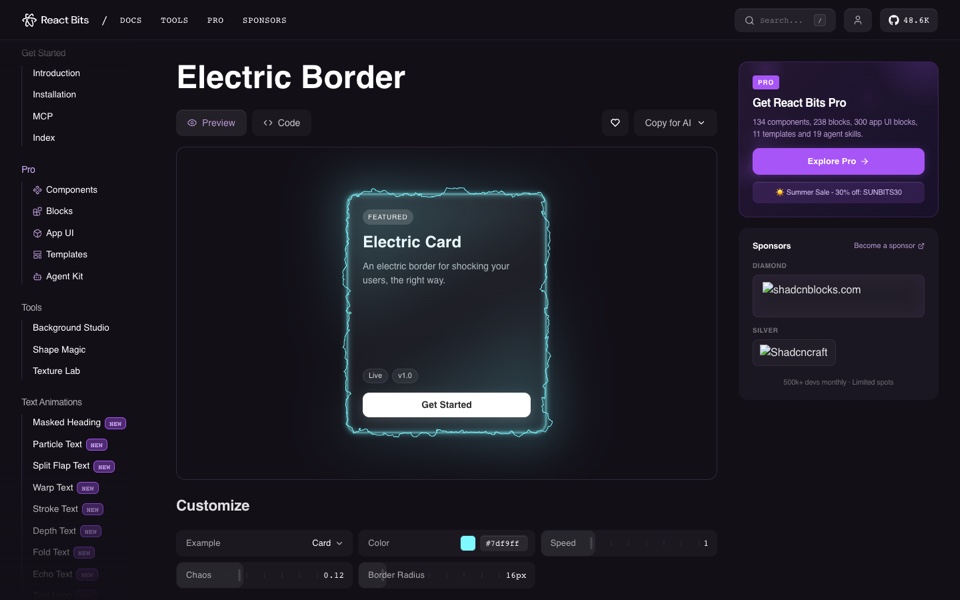 React Bits / DOCS TOOLS PRO SPONSORS Search... / 48.6K
Get Started
Introduction
Installation
MCP
Index
Pro
Components
Blocks
App UI
Templates
Agent Kit
Tools
Background Studio
Shape Magic
Texture Lab
Text Animations
Masked Heading NEW
Particle Text NEW
Split Flap Text NEW
Warp Text NEW
Stroke Text NEW
Depth Text NEW
Fold Text NEW
Echo Text NEW
Electric Border
Preview Code Copy for AI
FEATURED
Electric Card
An electric border for shocking your
users, the right way.
Live v1.0
Get Started
Customize
Example Card Color #7df9ff Speed 1
Chaos 0.12 Border Radius 16px
PRO
Get React Bits Pro
134 components, 238 blocks, 300 app UI blocks,
11 templates and 19 agent skills.
Explore Pro →
☀️ Summer Sale - 30% off: SUNBITS30
Sponsors Become a sponsor
DIAMOND
shadcnblocks.com
SILVER
Shadcncraft
500k+ devs monthly · Limited spots